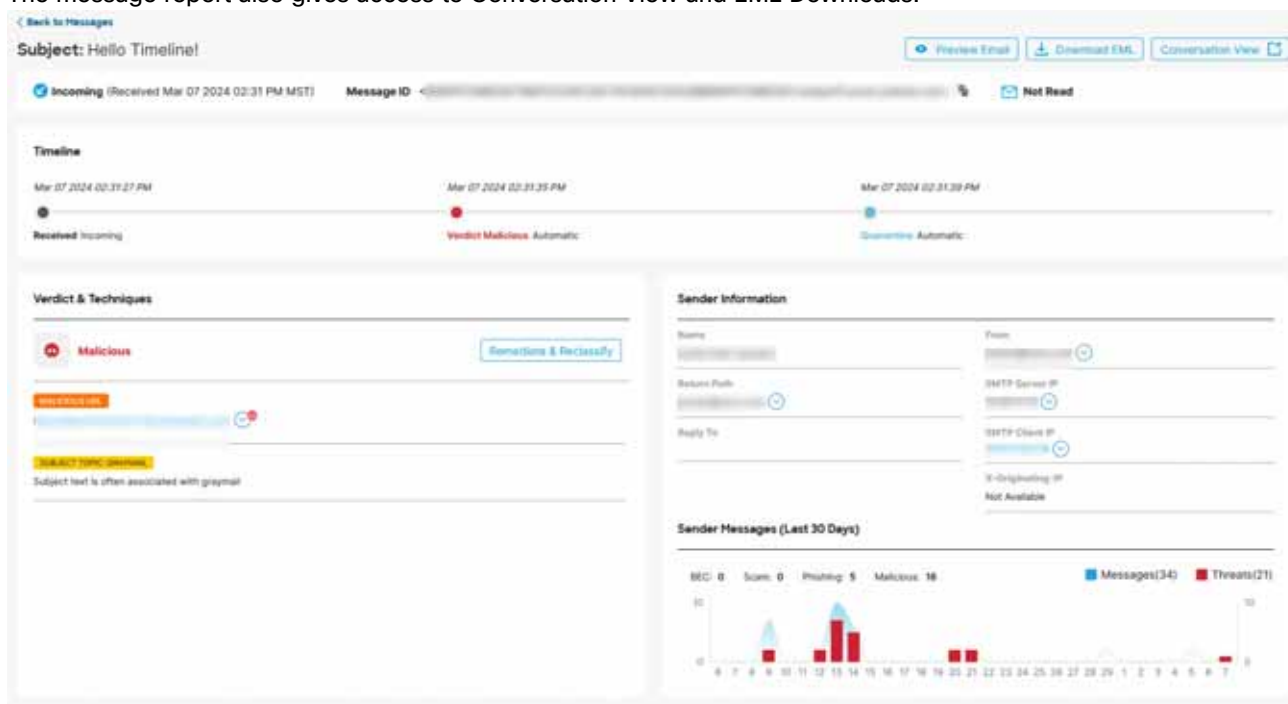 The message report also gives access to Conversation View and EML Downloads.
< Back to Messages
Subject: Hello Timeline!
Preview Email
Download EML
Conversation View
Incoming (Received Mar 07 2024 02:31 PM MST)
Message ID <
Not Read
Timeline
Mar 07 2024 02:31:27 PM
Mar 07 2024 02:31:35 PM
Mar 07 2024 02:31:39 PM
Received Incoming
Verdict Malicious Automatic
Quarantine Automatic
Verdict & Techniques
Malicious
Remediate & Reclassify
MALICIOUS URL
SUBJECT TOPIC GRAYMAIL
Subject text is often associated with graymail
Sender Information
Name
From
Return Path
SMTP Server IP
Reply To
SMTP Client IP
X-Originating IP
Not Available
Sender Messages (Last 30 Days)
BEC: 0 Scam: 0 Phishing: 5 Malicious: 16
Messages(34) Threats(21)
10 10
0 6 7 8 9 10 11 12 13 14 15 16 17 18 19 20 21 22 23 24 25 26 27 28 29 1 2 3 4 5 6 7 0